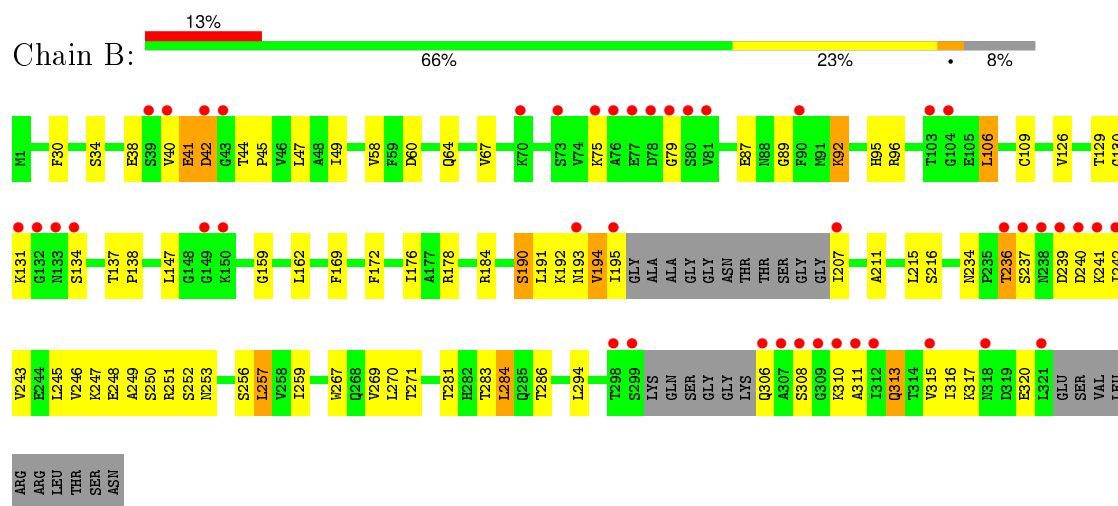 13%
Chain B:
66% 23% • 8%
M1 F30 S34 E38 S39 V40 E41 D42 G43 T44 P45 V46 L47 A48 I49 V58 F59 D60 Q64 V67 K70 S73 V74 K75 A76 E77 D78 G79 S80 V81 E87 N88 G89 F90 M91 K92 H95 R96 T103 G104 E105 L106 C109 V126 T129 G130
K131 G132 N133 S134 T137 P138 L147 G148 G149 K150 G159 L162 F169 F172 I176 A177 R178 R184 S190 L191 K192 N193 V194 I195 GLY ALA ALA GLY GLY ASN THR THR SER GLY GLY I207 A211 L215 S216 N234 P235 T236 S237 N238 D239 D240 K241 I242
V243 E244 L245 V246 K247 E248 A249 S250 R251 S252 N253 S256 L257 V258 I259 W267 Q268 V269 L270 T271 T281 H282 T283 L284 Q285 T286 L294 T298 S299 LYS GLN SER GLY GLY LYS Q306 A307 S308 G309 K310 A311 I312 Q313 T314 V315 I316 K317 N318 D319 E320 L321 GLU SER VAL LEU
ARG ARG LEU THR SER ASN